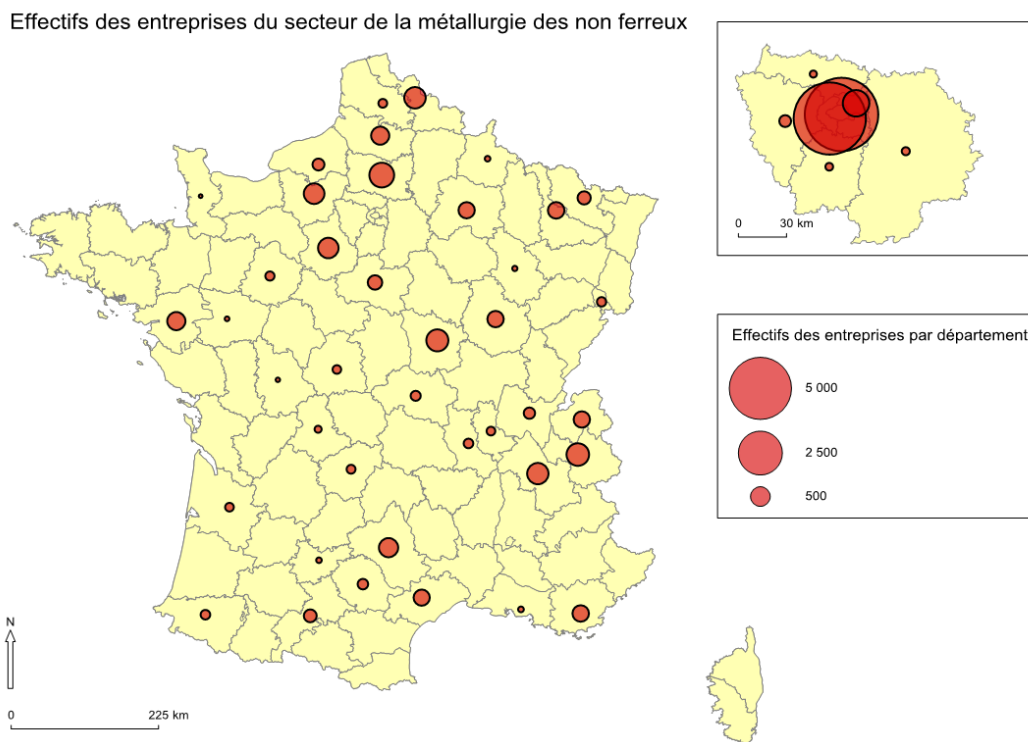 Effectifs des entreprises du secteur de la métallurgie des non ferreux
0 30 km
Effectifs des entreprises par département
5 000
2 500
500
N
0 225 km